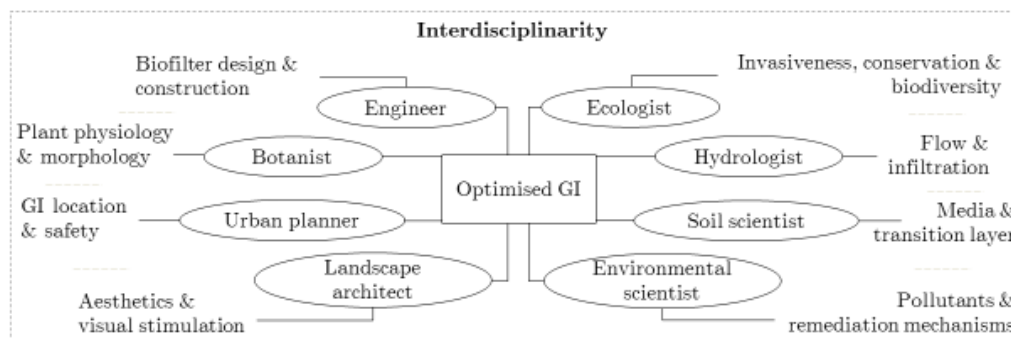 Interdisciplinarity
Biofilter design &
construction
Engineer
Plant physiology
& morphology
Botanist
GI location
& safety
Urban planner
Aesthetics &
visual stimulation
Landscape
architect
Optimised GI
Ecologist
Invasiveness, conservation &
biodiversity
Hydrologist
Flow &
infiltration
Soil scientist
Media &
transition layer
Environmental
scientist
Pollutants &
remediation mechanisms